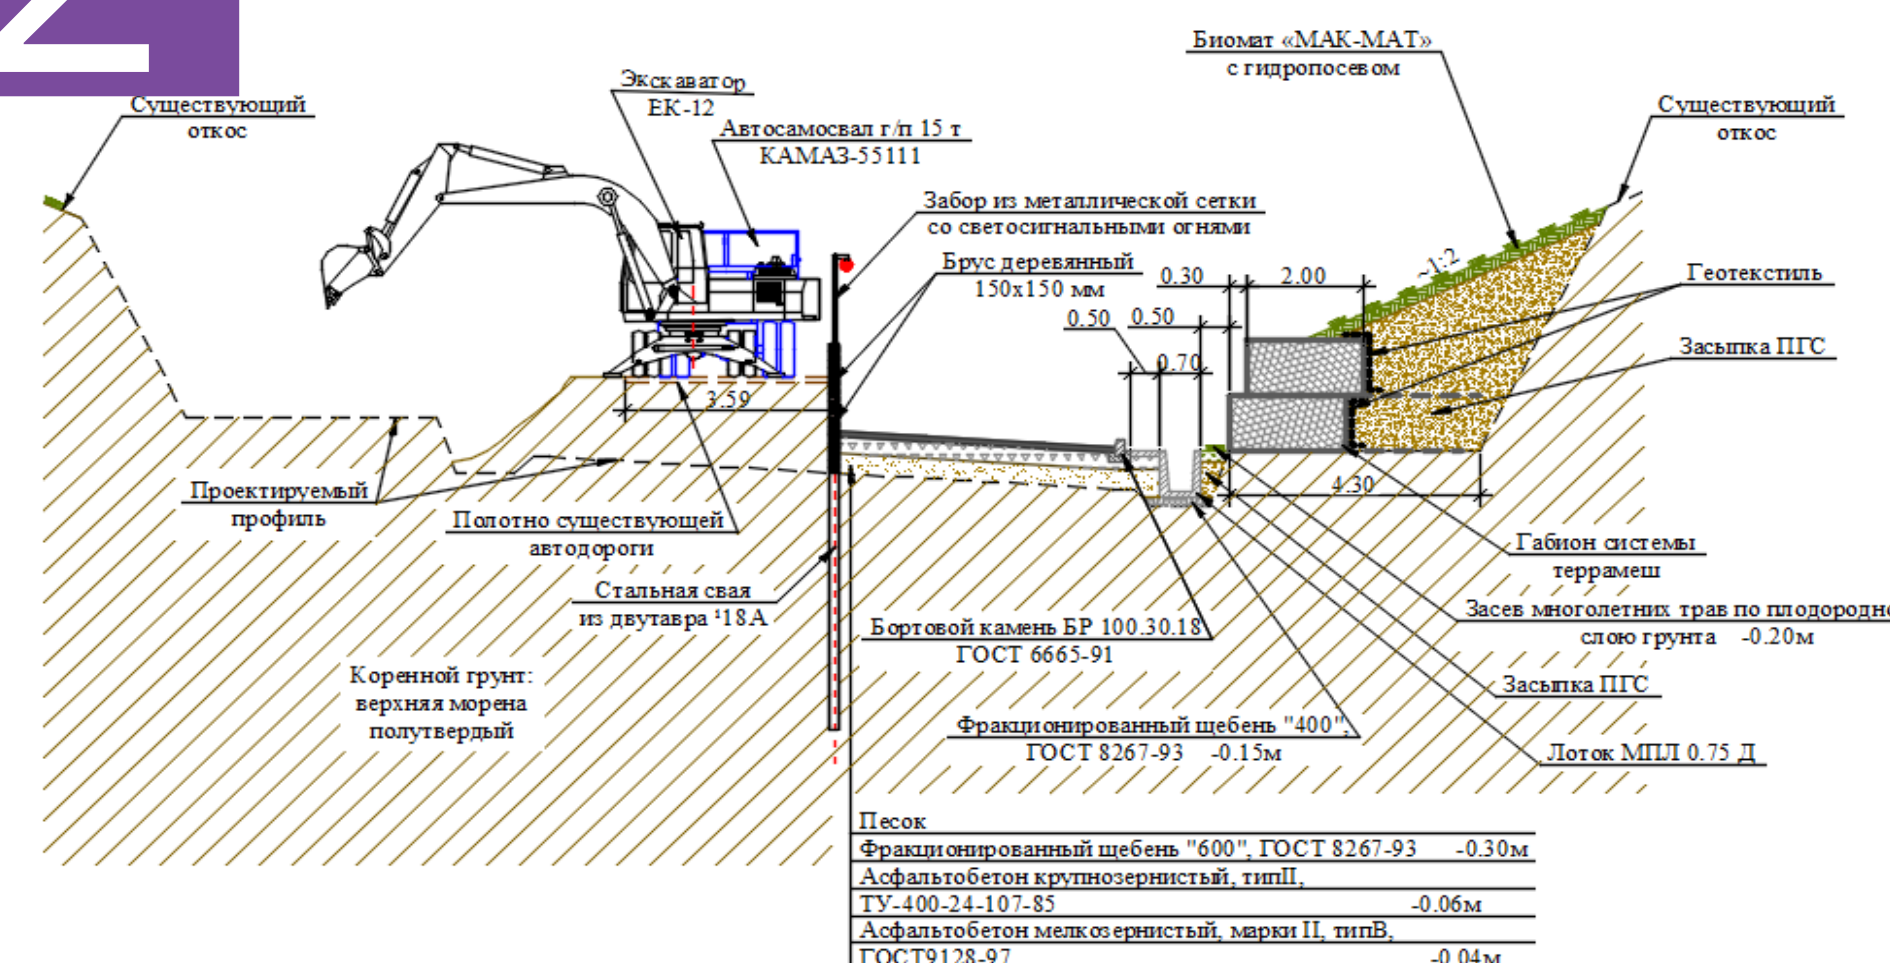 2
Биомат «МАК-МАТ»
с гидропосевом
Экскаватор
ЕК-12
Существующий
откос
Существующий
откос
Автосамосвал г/п 15 т
КАМАЗ-55111
Забор из металлической сетки
со светосигнальными огнями
Брус деревянный
150x150 мм
~1:2
0.30
2.00
Геотекстиль
0.50
0.50
0.70
Засыпка ПГС
3.59
4.30
Проектируемый
профиль
Полотно существующей
автодороги
Габион системы
террамеш
Стальная свая
из двутавра ¹18А
Засев многолетних трав по плодородно
слою грунта -0.20м
Бортовой камень БР 100.30.18
ГОСТ 6665-91
Коренной грунт:
верхняя морена
полутвердый
Засыпка ПГС
Фракционированный щебень "400",
ГОСТ 8267-93 -0.15м
Лоток МПЛ 0.75 Д
Песок
Фракционированный щебень "600", ГОСТ 8267-93 -0.30м
Асфальтобетон крупнозернистый, типII,
ТУ-400-24-107-85 -0.06м
Асфальтобетон мелкозернистый, марки II, типВ,
ГОСТ9128-97 -0.04м